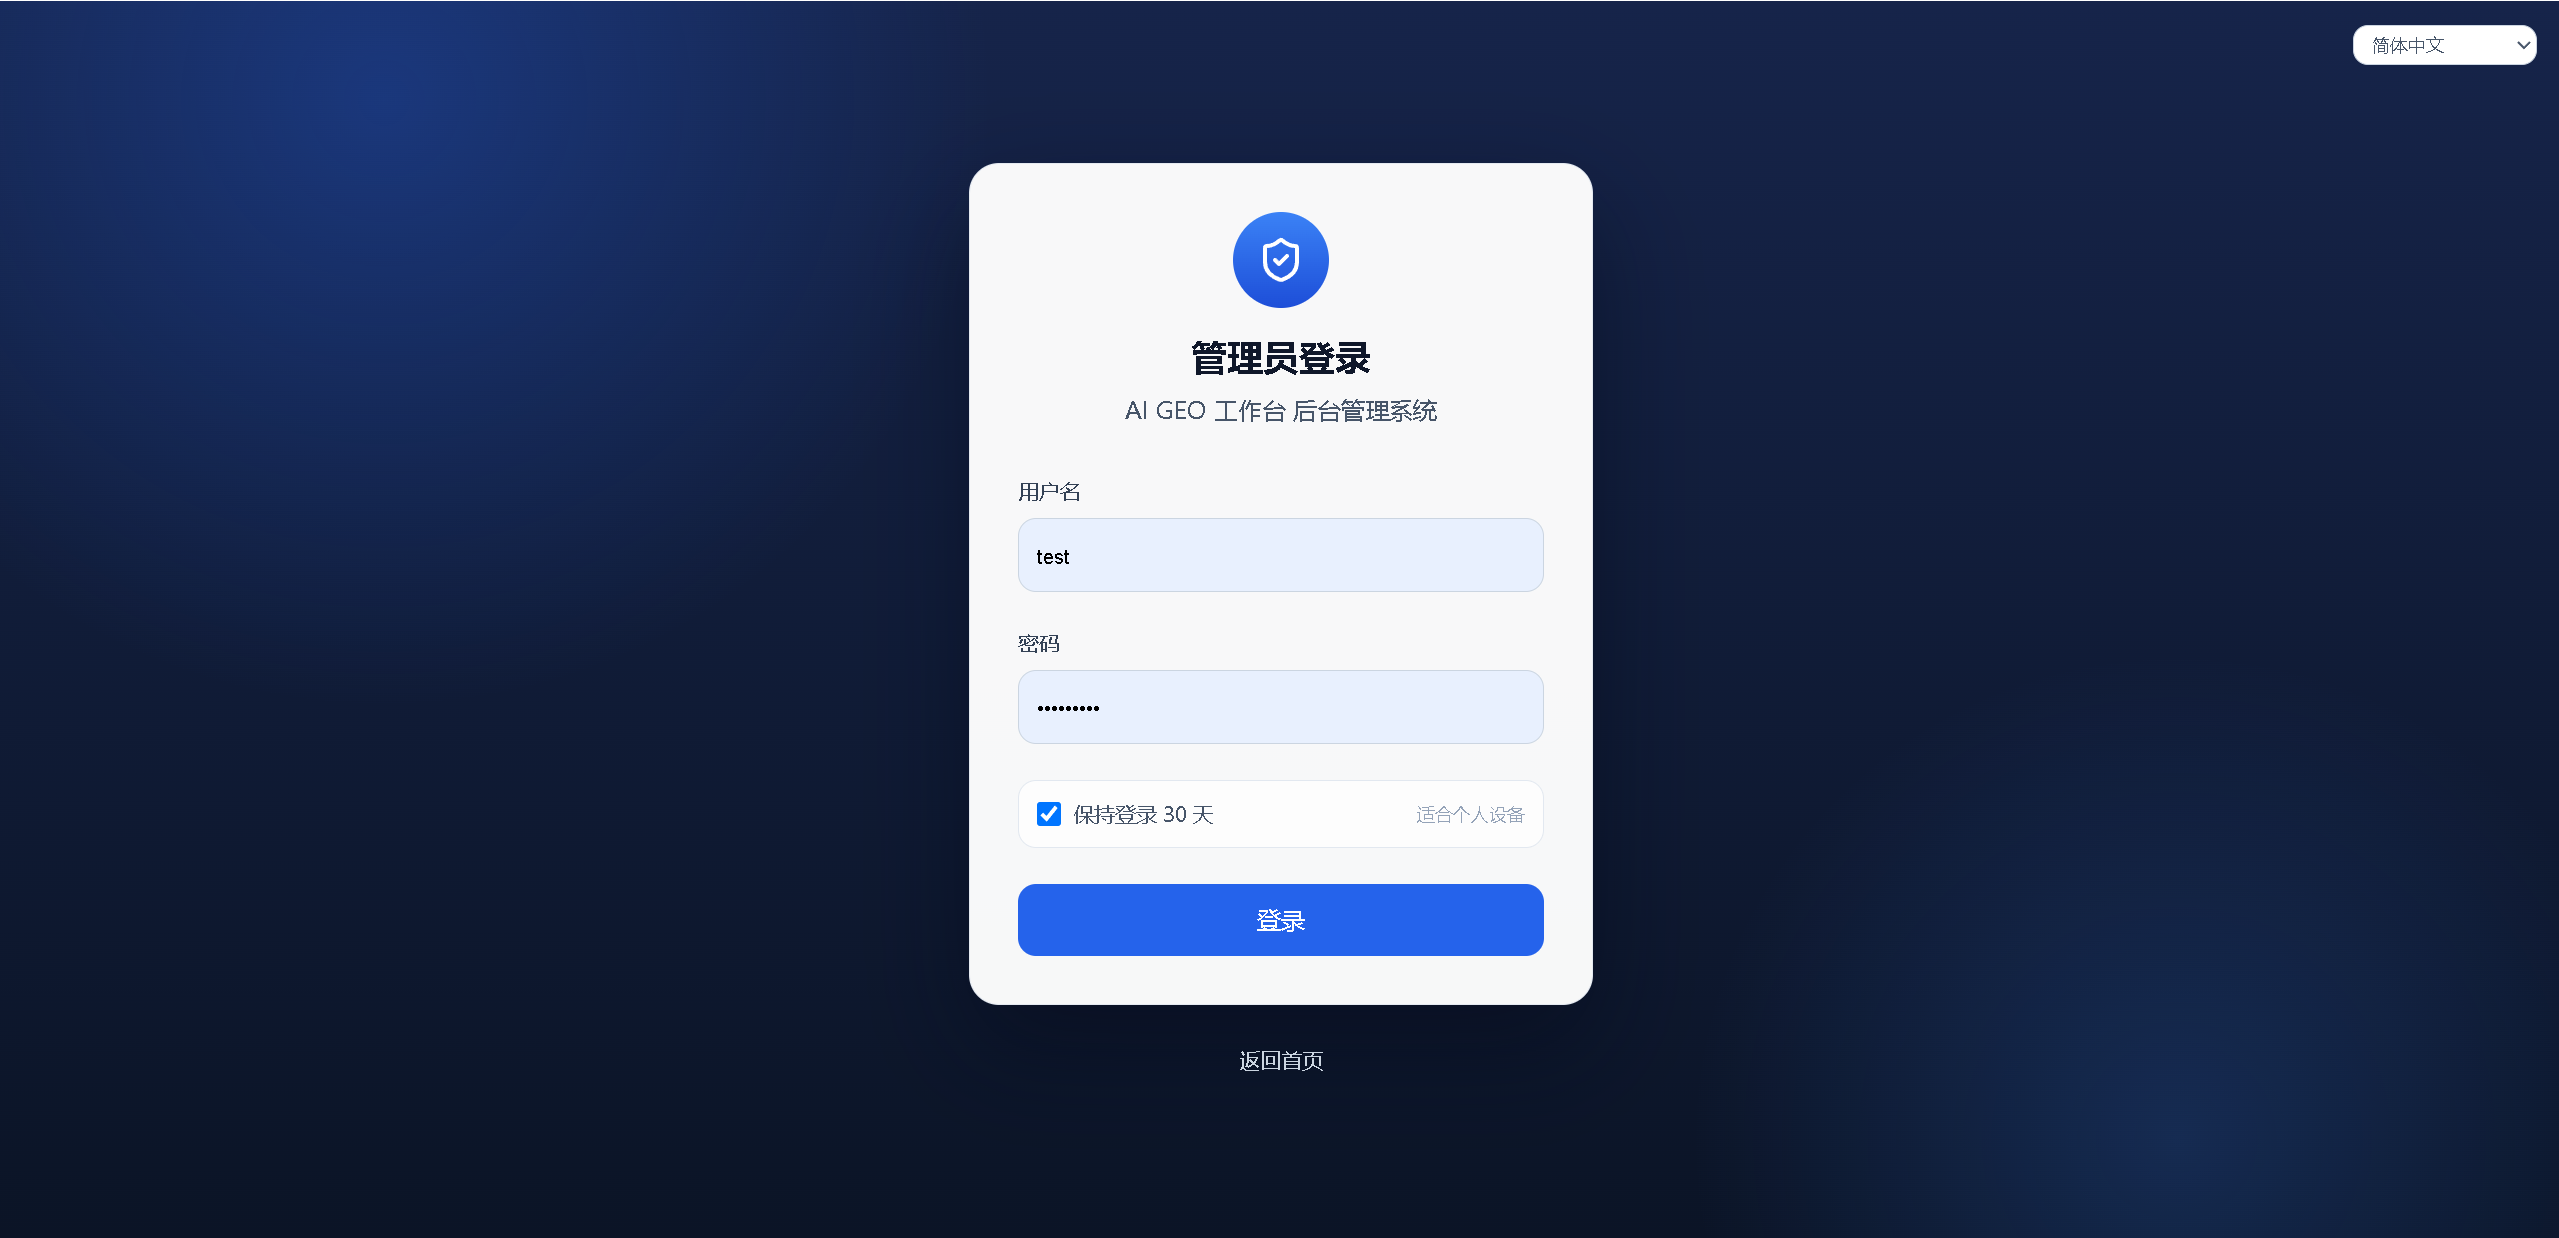 简体中文
管理员登录
AI GEO 工作台 后台管理系统
用户名
test
密码
•••••••••
保持登录 30 天
适合个人设备
登录
返回首页